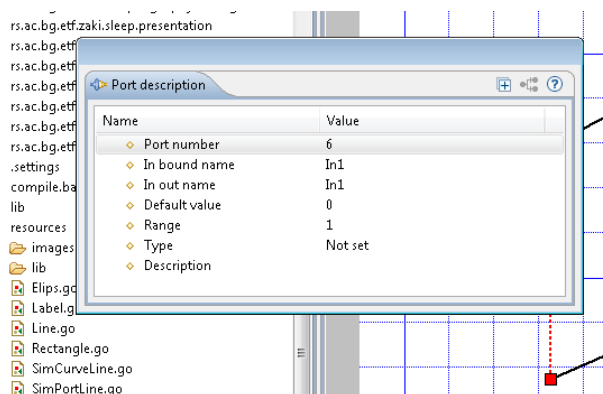 rs.ac.bg.etf.zaki.sleep.presentation
rs.ac.bg.etf
rs.ac.bg.etf
rs.ac.bg.etf
rs.ac.bg.etf
rs.ac.bg.etf
rs.ac.bg.etf
.settings
compile.ba
lib
resources
images
lib
Elips.go
Label.g
Line.go
Rectangle.go
SimCurveLine.go
SimPortLine.go
Port description
Name Value
Port number 6
In bound name In1
In out name In1
Default value 0
Range 1
Type Not set
Description